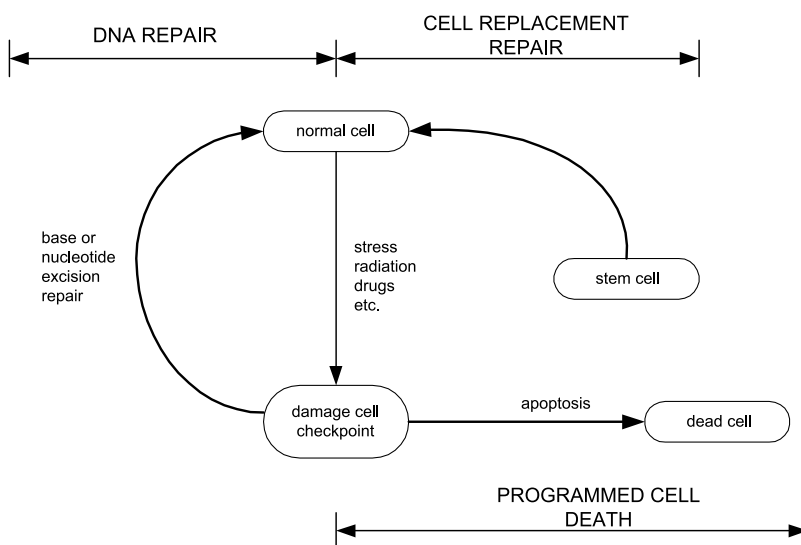 DNA REPAIR
CELL REPLACEMENT
REPAIR
normal cell
base or
nucleotide
excision
repair
stress
radiation
drugs
etc.
stem cell
damage cell
checkpoint
apoptosis
dead cell
PROGRAMMED CELL
DEATH